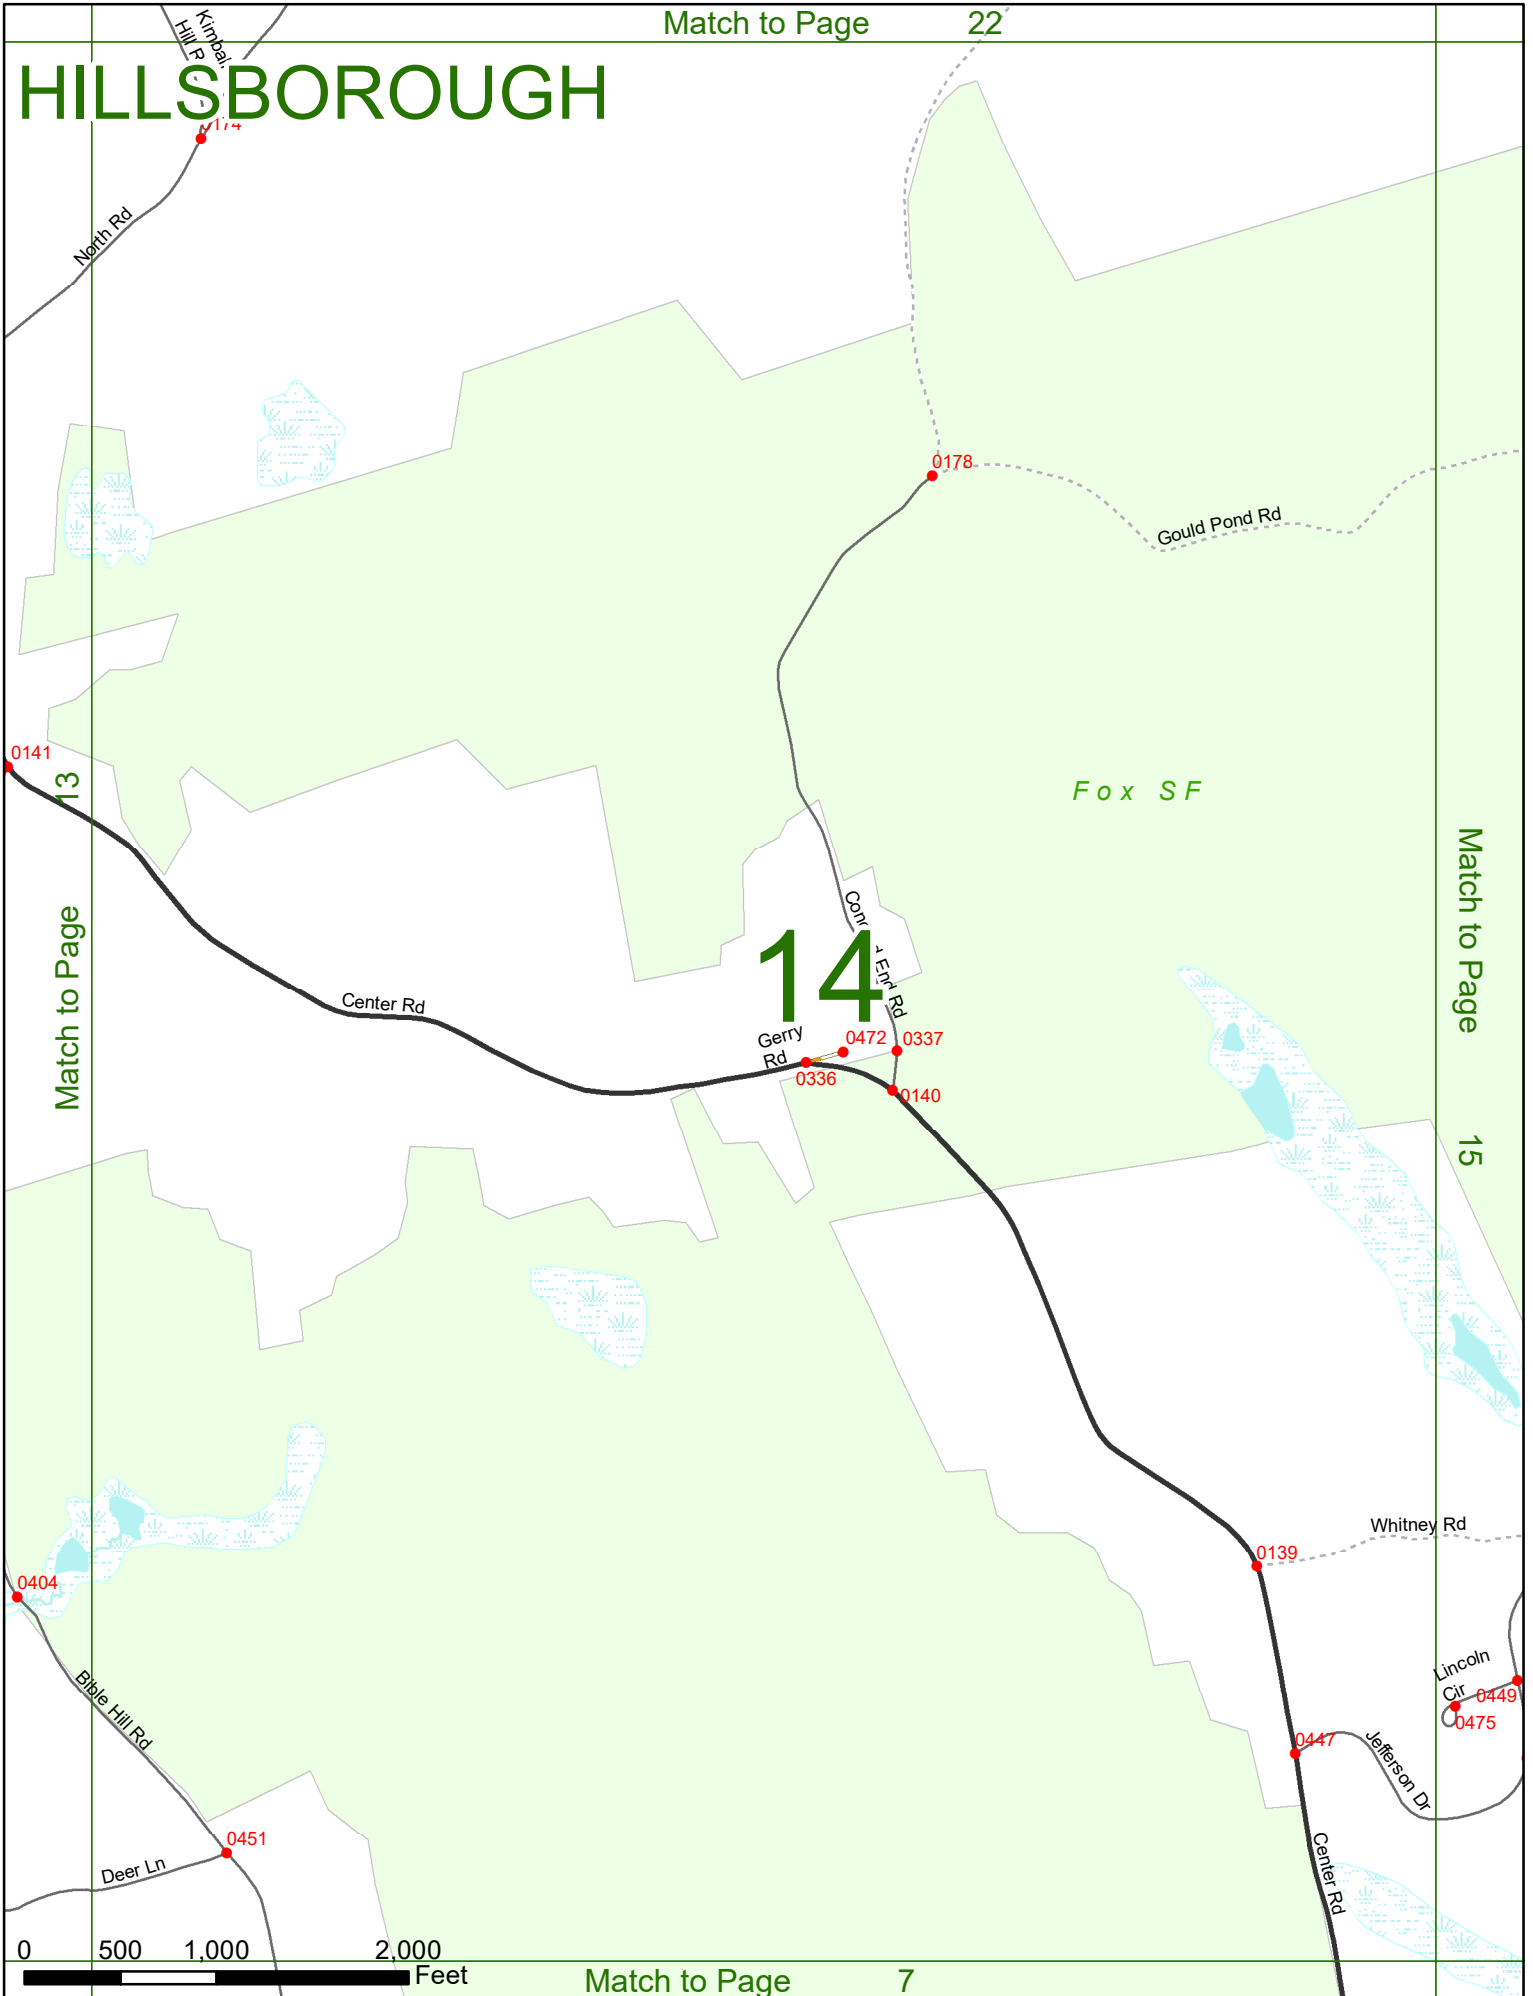 Match to Page 22
Kimbal
Hill R
HILLSBOROUGH
0174
North Rd
0178
Gould Pond Rd
0141
Fox SF
Match to Page 13
Match to Page 15
14
End Rd
Center Rd
Gerry
Rd
0472
0337
0336
0140
Whitney Rd
0139
0404
Lincoln
Cir
0449
0475
Bible Hill Rd
0447
Jefferson Dr
0451
Deer Ln
Center Rd
0 500 1,000 2,000
Feet
Match to Page 7